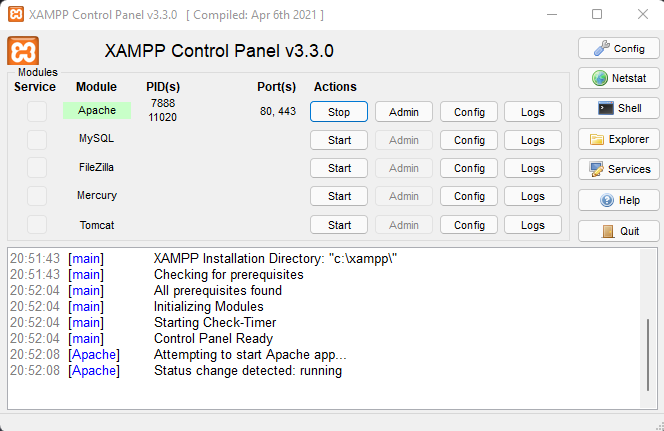 XAMPP Control Panel v3.3.0 [ Compiled: Apr 6th 2021 ]
XAMPP Control Panel v3.3.0
Config
Modules
Service Module PID(s) Port(s) Actions
Netstat
Apache 7888 11020 80, 443 Stop Admin Config Logs
Shell
MySQL Start Admin Config Logs
Explorer
FileZilla Start Admin Config Logs
Services
Mercury Start Admin Config Logs
Help
Tomcat Start Admin Config Logs
Quit
20:51:43 [main] XAMPP Installation Directory: "c:\xampp\"
20:51:43 [main] Checking for prerequisites
20:52:04 [main] All prerequisites found
20:52:04 [main] Initializing Modules
20:52:04 [main] Starting Check-Timer
20:52:04 [main] Control Panel Ready
20:52:08 [Apache] Attempting to start Apache app...
20:52:08 [Apache] Status change detected: running